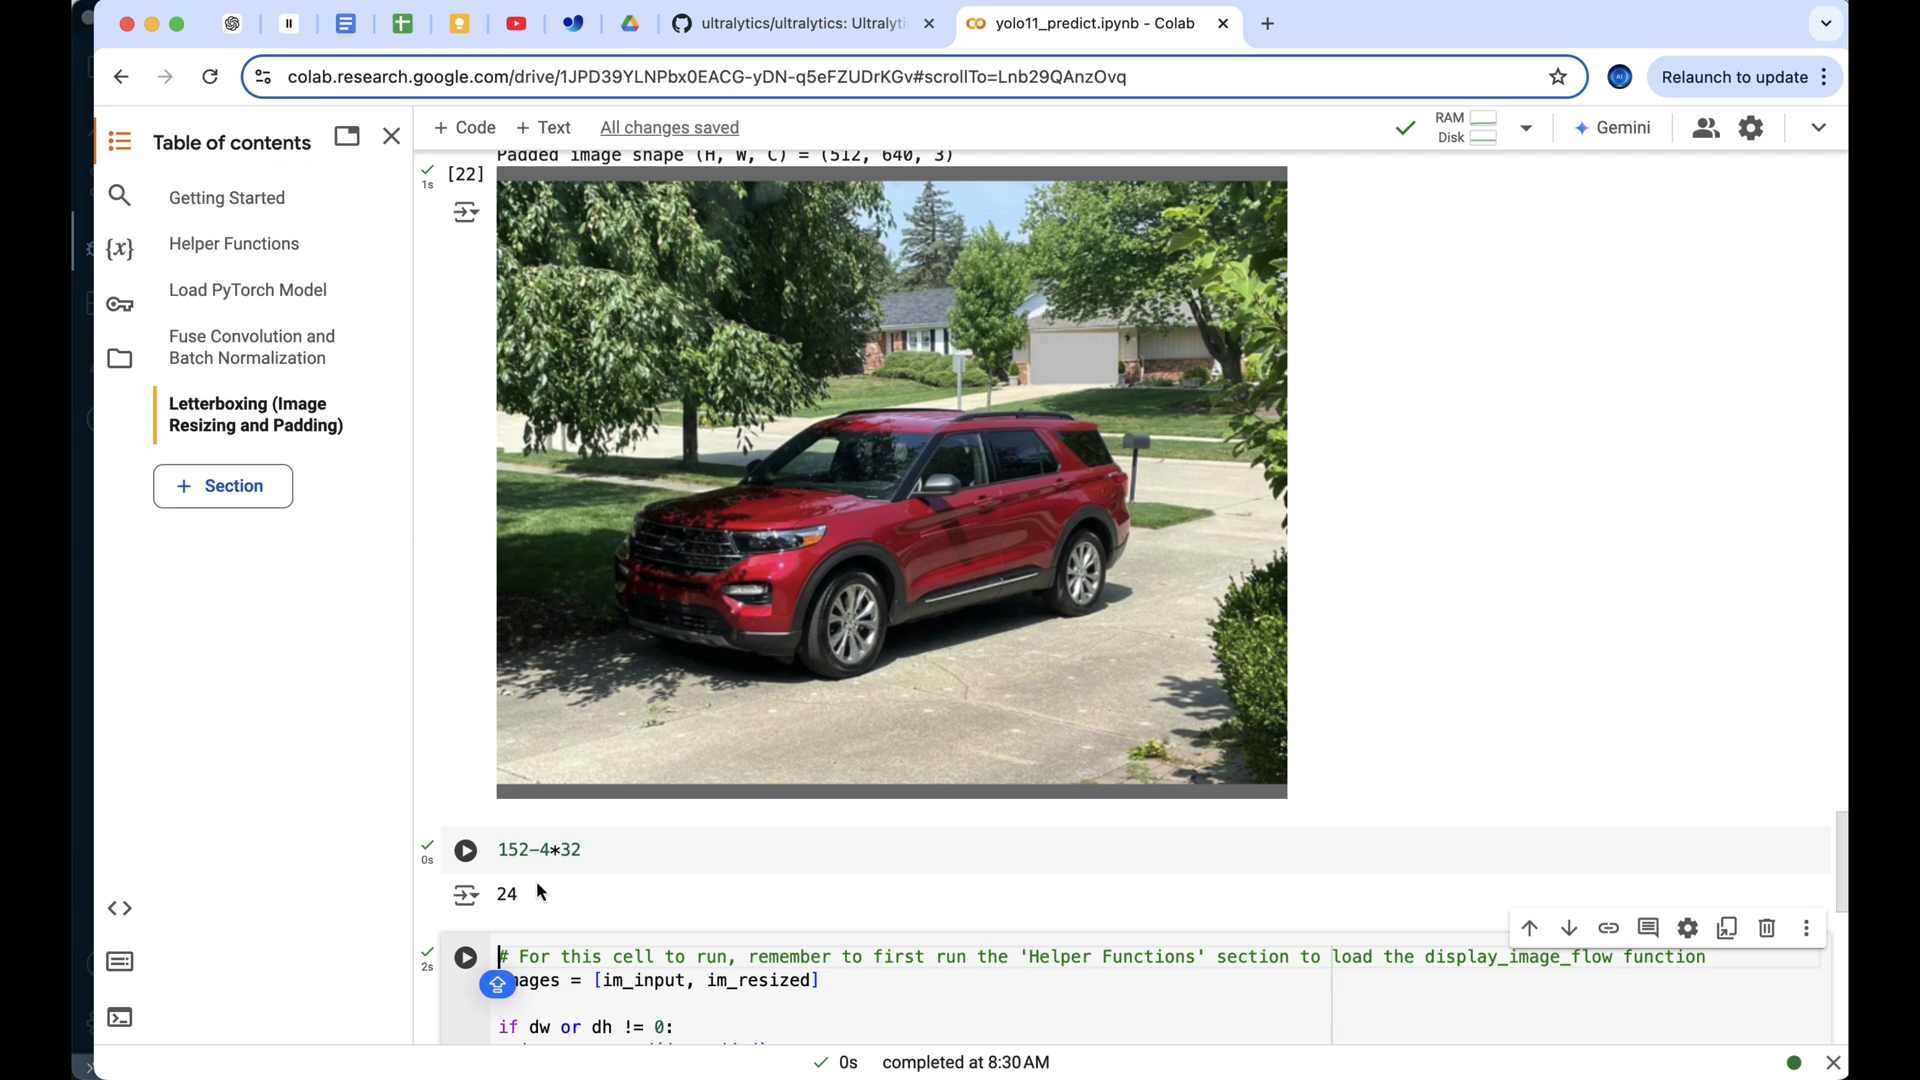 ultralytics/ultralytics: Ultralyti
yolo11_predict.ipynb - Colab
colab.research.google.com/drive/1JPD39YLNPbx0EACG-yDN-q5eFZUDrKGv#scrollTo=Lnb29QAnzOvq
AI
Relaunch to update
Table of contents
+ Code + Text All changes saved
RAM
Disk
Gemini
Getting Started
Helper Functions
Load PyTorch Model
Fuse Convolution and
Batch Normalization
Letterboxing (Image
Resizing and Padding)
+ Section
Padded image shape (H, W, C) = (512, 640, 3)
[22]
1s
152-4*32
0s
24
# For this cell to run, remember to first run the 'Helper Functions' section to load the display_image_flow function
2s
ages = [im_input, im_resized]
if dw or dh != 0:
0s completed at 8:30 AM